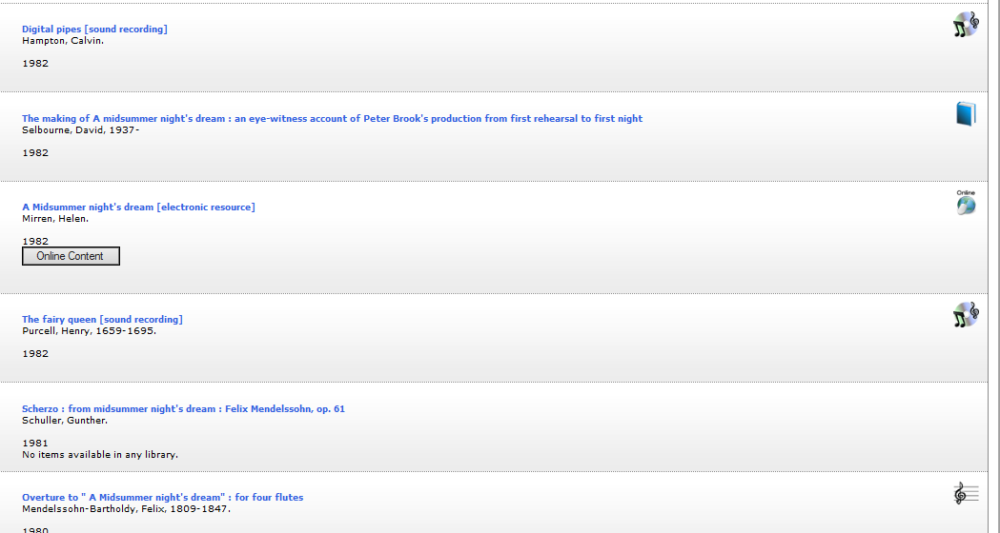 Digital pipes [sound recording]
Hampton, Calvin.
1982
The making of A midsummer night's dream : an eye-witness account of Peter Brook's production from first rehearsal to first night
Selbourne, David, 1937-
1982
Online
A Midsummer night's dream [electronic resource]
Mirren, Helen.
1982
Online Content
The fairy queen [sound recording]
Purcell, Henry, 1659-1695.
1982
Scherzo : from midsummer night's dream : Felix Mendelssohn, op. 61
Schuller, Gunther.
1981
No items available in any library.
Overture to " A Midsummer night's dream" : for four flutes
Mendelssohn-Bartholdy, Felix, 1809-1847.
1980